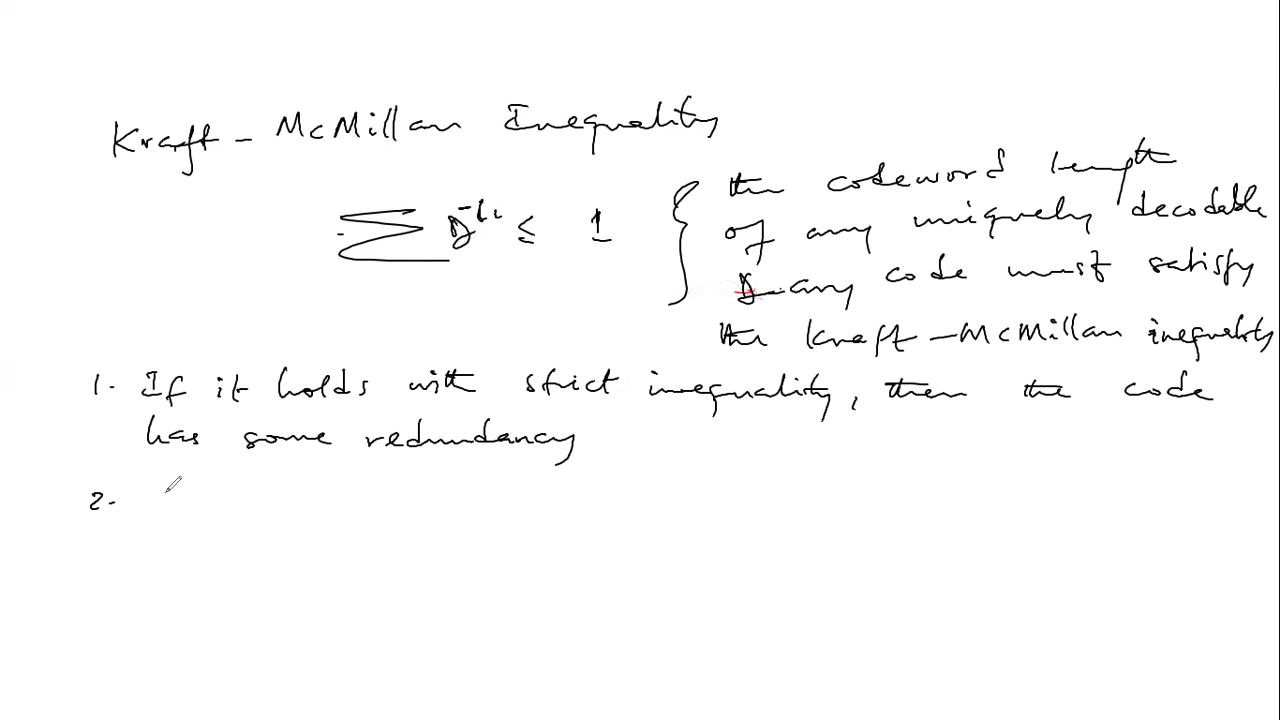 Kraft - McMillan Inequality
∑ D^-li ≤ 1
the codeword length
of any uniquely decodable
D-ary code must satisfy
the Kraft - McMillan inequality
1. If it holds with strict inequality, then the code
has some redundancy
2.